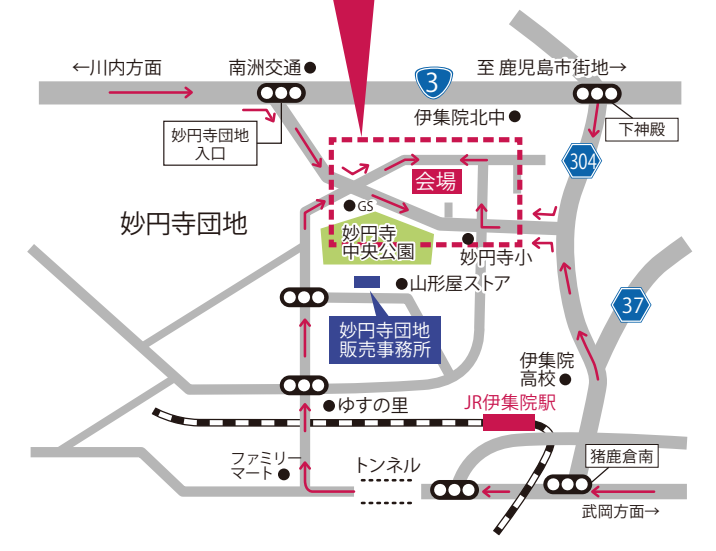 ←川内方面
南洲交通
3
至 鹿児島市街地→
伊集院北中
妙円寺団地
入口
下神殿
304
会場
GS
妙円寺団地
妙円寺
中央公園
妙円寺小
山形屋ストア
37
妙円寺団地
販売事務所
伊集院
高校
JR伊集院駅
ゆすの里
ファミリー
マート
トンネル
猪鹿倉南
武岡方面→